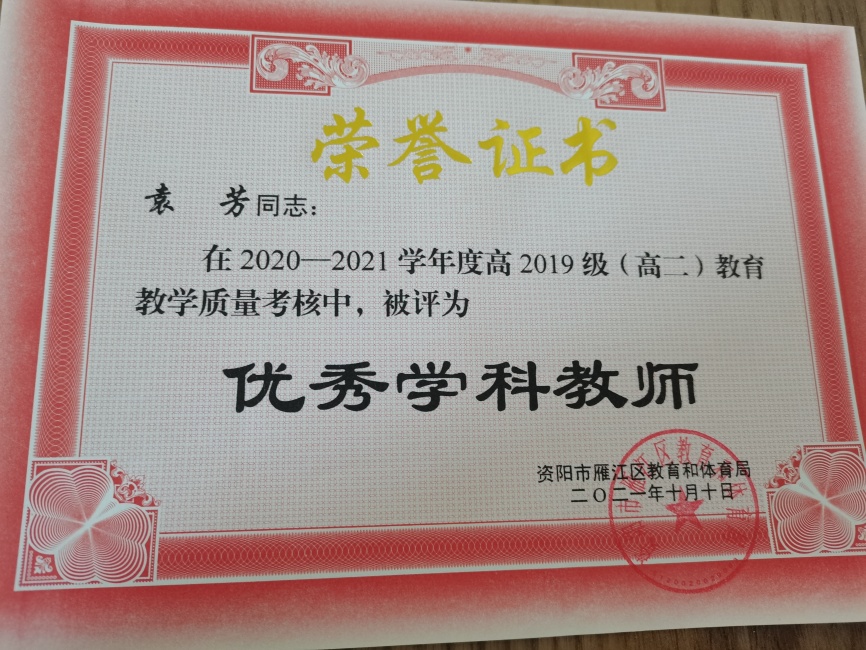 荣誉证书
袁 芳同志：
在2020—2021学年度高2019级（高二）教育
教学质量考核中，被评为
优秀学科教师
资阳市雁江区教育和体育局
二〇二一年十月十日